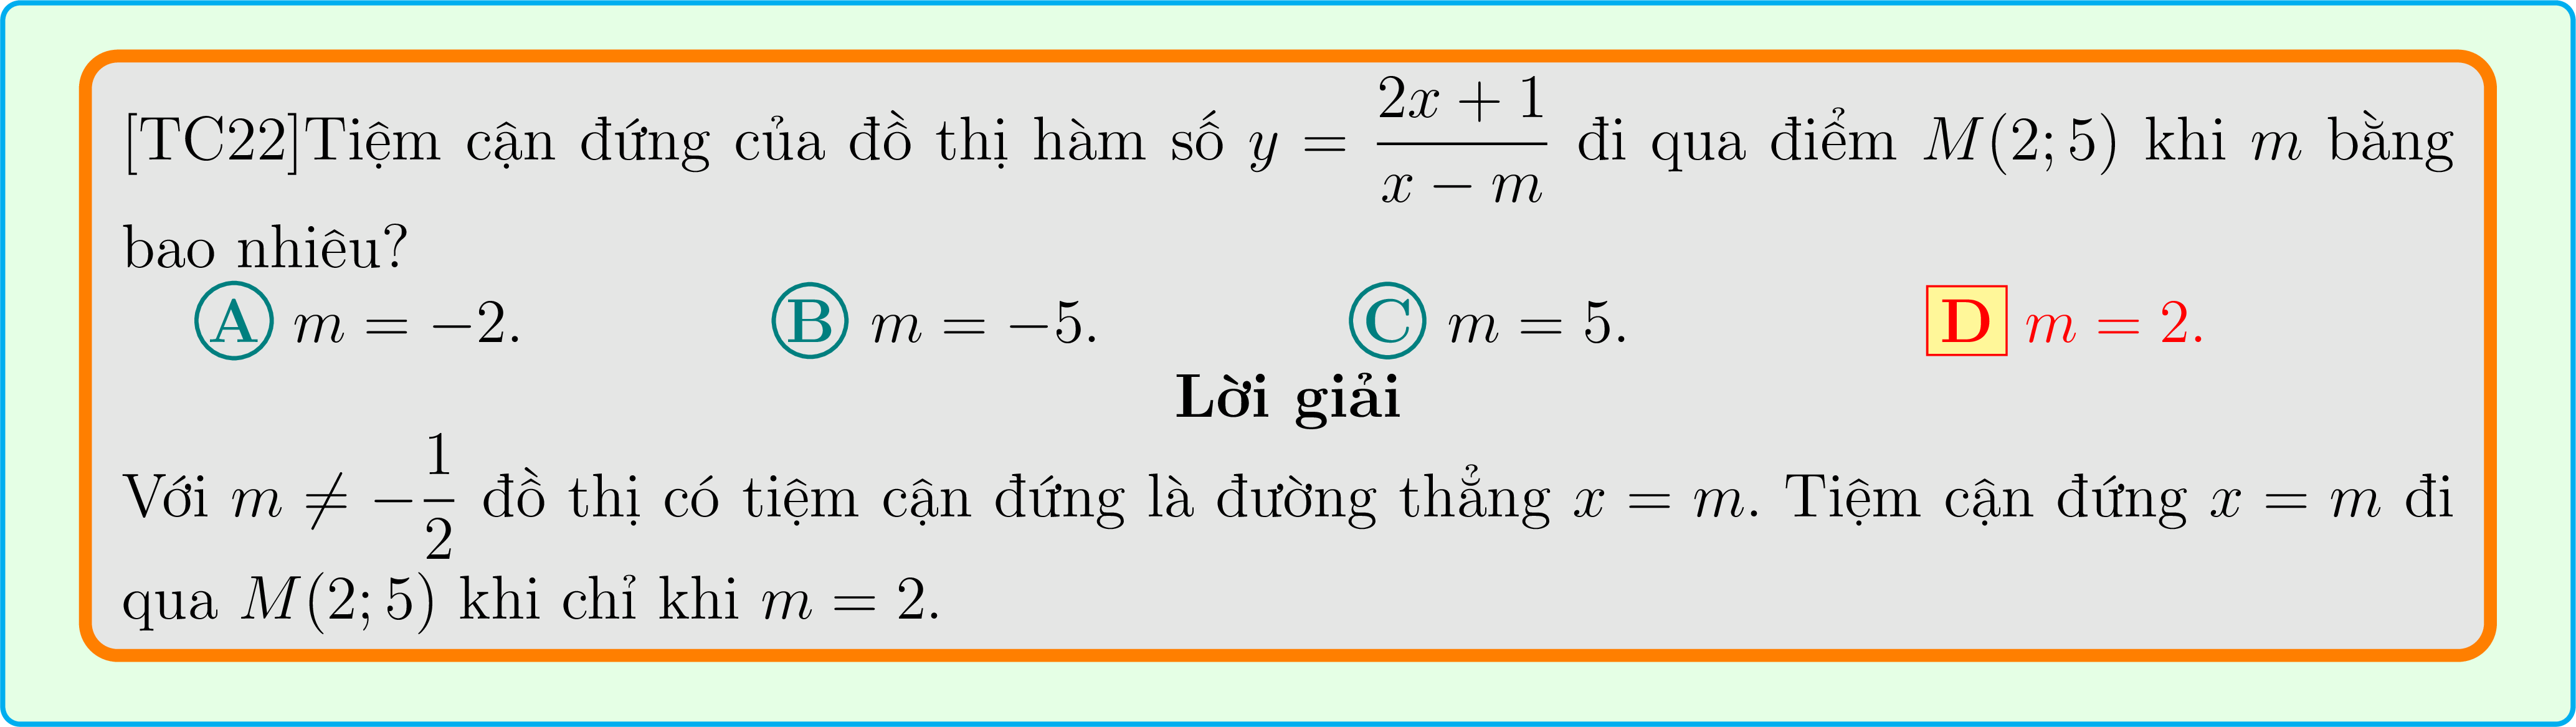 [TC22]Tiệm cận đứng của đồ thị hàm số y = \frac{2x + 1}{x − m} đi qua điểm M(2; 5) khi m bằng
bao nhiêu?
A m = −2. B m = −5. C m = 5. D m = 2.
Lời giải
Với m ≠ −\frac{1}{2} đồ thị có tiệm cận đứng là đường thẳng x = m. Tiệm cận đứng x = m đi
qua M(2; 5) khi chỉ khi m = 2.